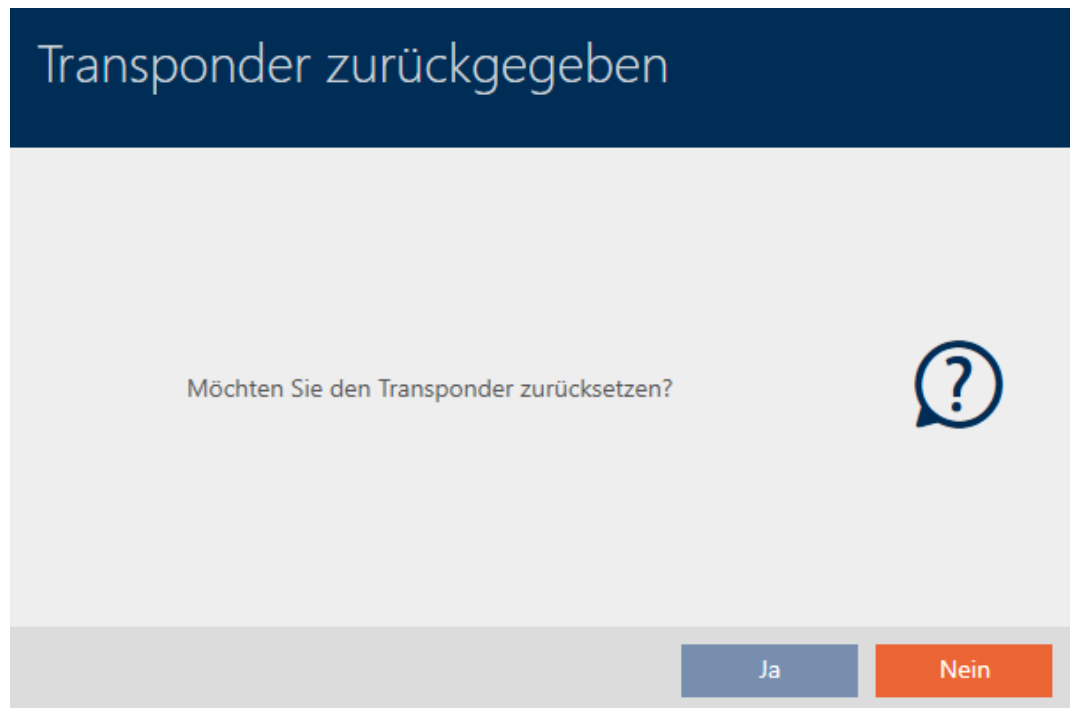 Transponder zurückgegeben
Möchten Sie den Transponder zurücksetzen?
?
Ja
Nein